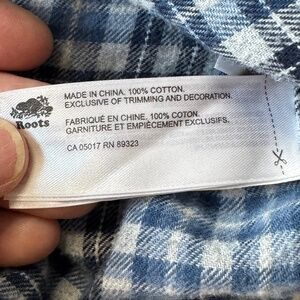 Roots
MADE IN CHINA. 100% COTTON.
EXCLUSIVE OF TRIMMING AND DECORATION.
FABRIQUÉ EN CHINE. 100% COTON.
GARNITURE ET EMPIÈCEMENT EXCLUSIFS.
CA 05017 RN 89323